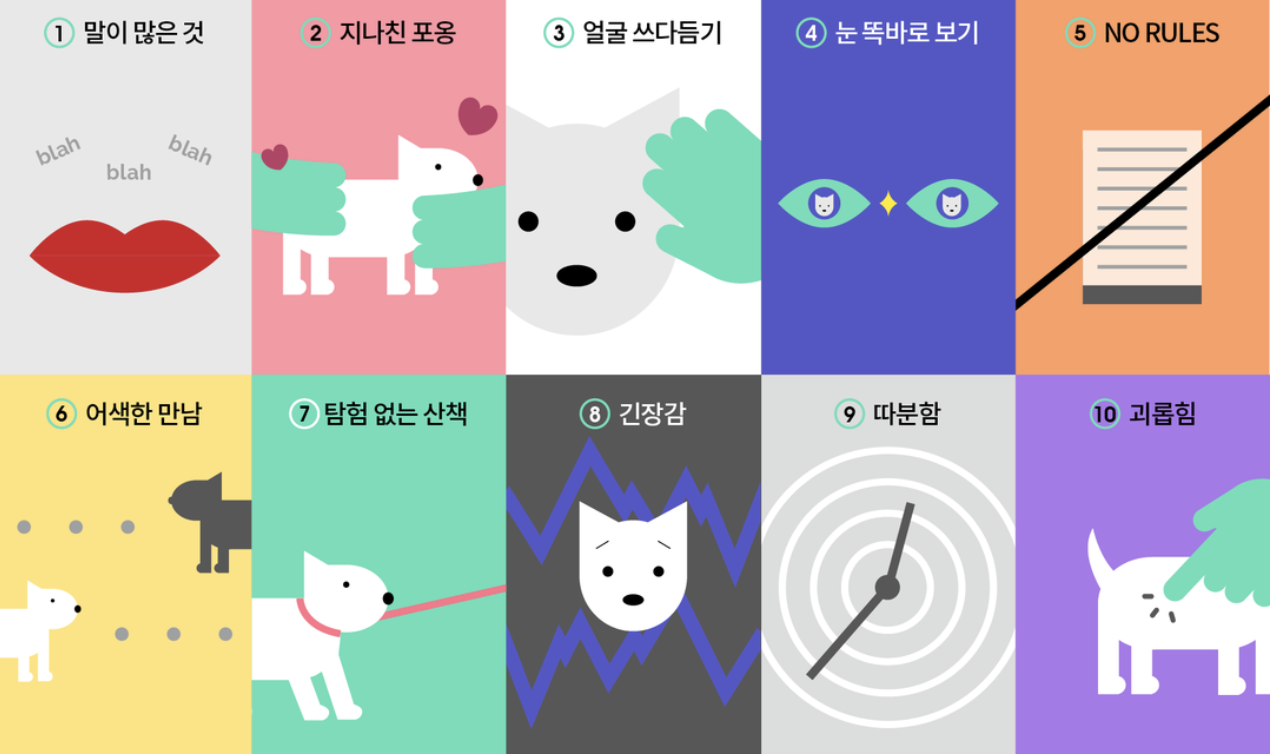 1 말이 많은 것
2 지나친 포옹
3 얼굴 쓰다듬기
4 눈 똑바로 보기
5 NO RULES
blah
blah
blah
6 어색한 만남
7 탐험 없는 산책
8 긴장감
9 따분함
10 괴롭힘